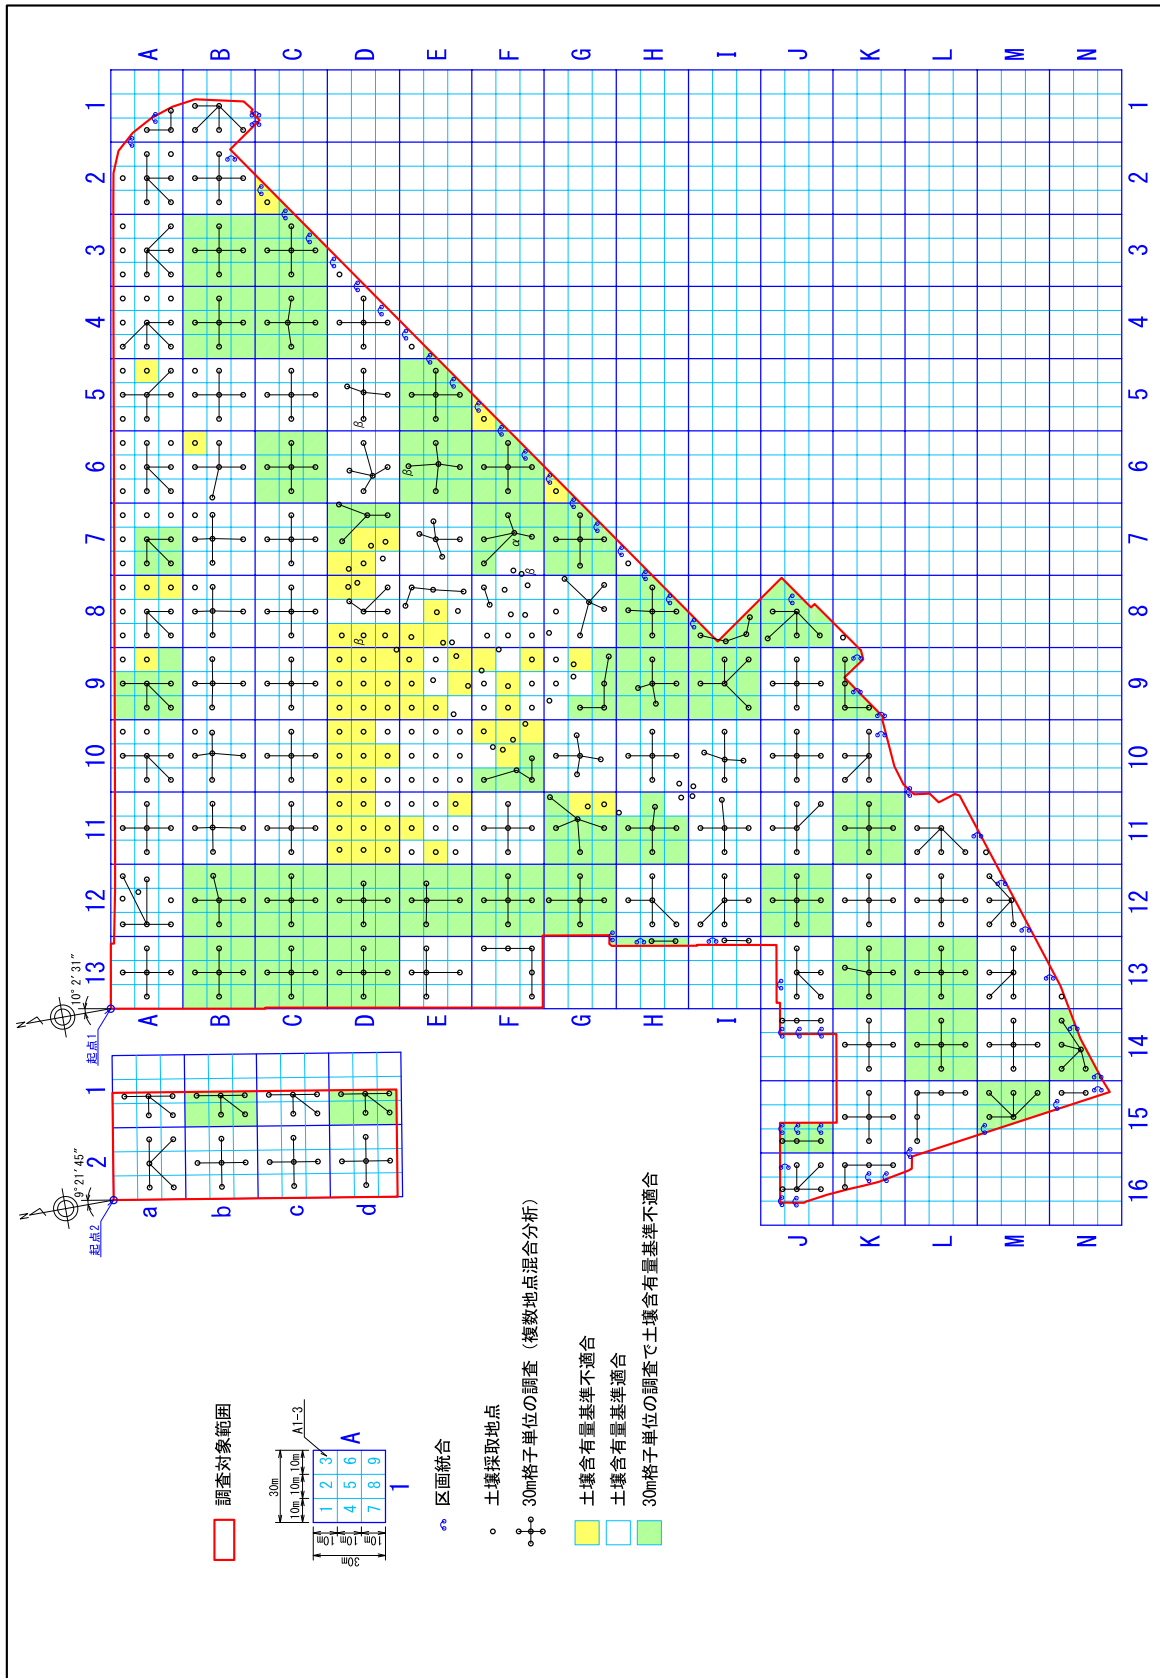 A B C D E F G H I J K L M N
1 2 3 4 5 6 7 8 9 10 11 12 13
1 2 3 4 5 6 7 8 9 10 11 12 13 14 15 16
A B C D E F G H I
J K L M N
β
β
β
α
β
N
10°2′31″
起点1
1 2
a b c d
N
9°21′45″
起点2
調査対象範囲
30m
10m 10m 10m
A1-3
1 2 3
4 5 6
7 8 9
A
1
10m 10m 10m
30m
区画統合
土壌採取地点
30m格子単位の調査（複数地点混合分析）
土壌含有量基準不適合
土壌含有量基準適合
30m格子単位の調査で土壌含有量基準不適合